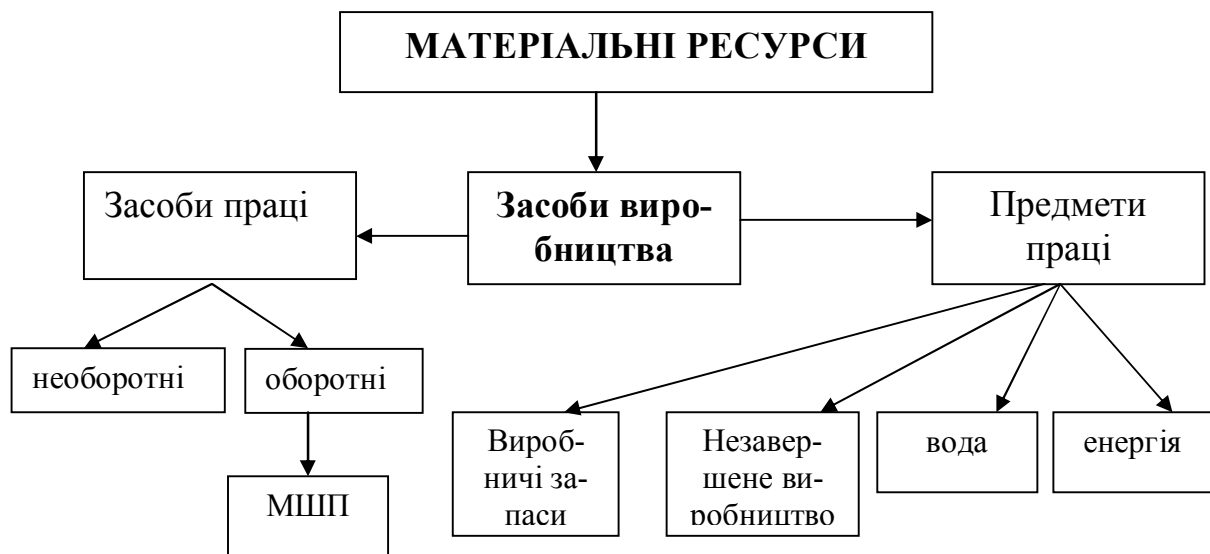 МАТЕРІАЛЬНІ РЕСУРСИ
Засоби праці
Засоби виро-
бництва
Предмети
праці
необоротні
оборотні
Вироб-
ничі за-
паси
Незавер-
шене ви-
робництво
вода
енергія
МШП